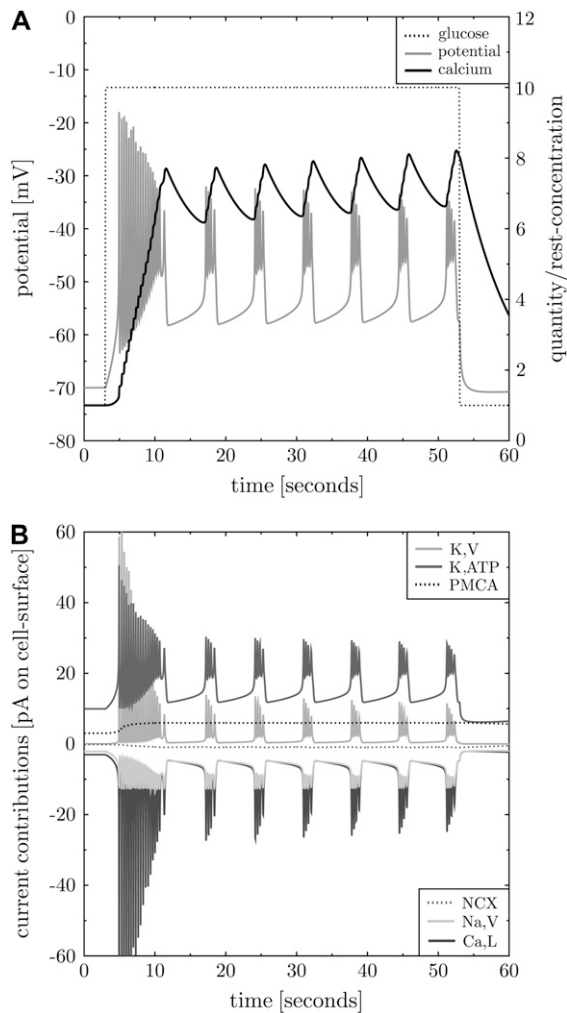 A
0
-10
-20
-30
-40
-50
-60
-70
-80
potential [mV]
glucose
potential
calcium
12
10
8
6
4
2
0
quantity/rest-concentration
0 10 20 30 40 50 60
time [seconds]
B
60
40
20
0
-20
-40
-60
current contributions [pA on cell-surface]
K,V
K,ATP
PMCA
NCX
Na,V
Ca,L
0 10 20 30 40 50 60
time [seconds]